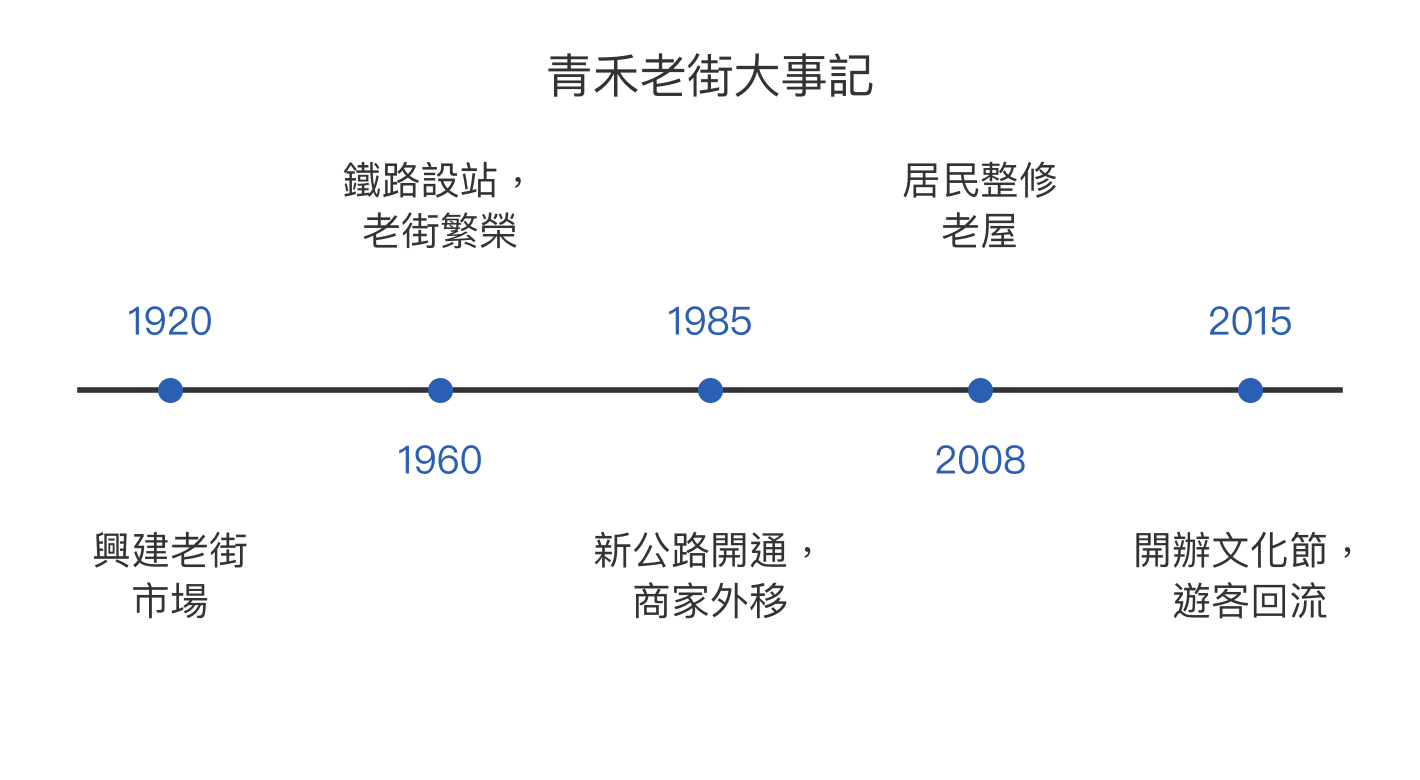 青禾老街大事記
鐵路設站，
老街繁榮
居民整修
老屋
1920
1985
2015
1960
2008
興建老街
市場
新公路開通，
商家外移
開辦文化節，
遊客回流